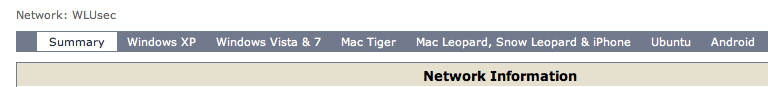 Network: WLUsec
Summary Windows XP Windows Vista & 7 Mac Tiger Mac Leopard, Snow Leopard & iPhone Ubuntu Android
Network Information